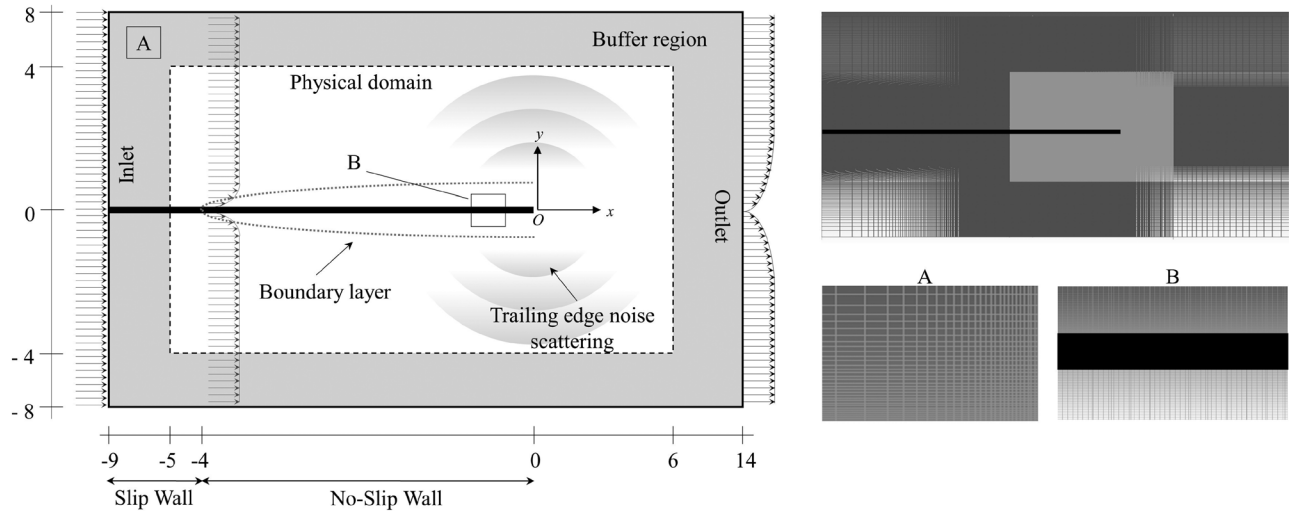 8
A
Buffer region
4
Physical domain
y
B
Inlet
0
O
x
Outlet
Boundary layer
Trailing edge noise
scattering
- 4
- 8
-9
-5
-4
0
6
14
Slip Wall
No-Slip Wall
A
B